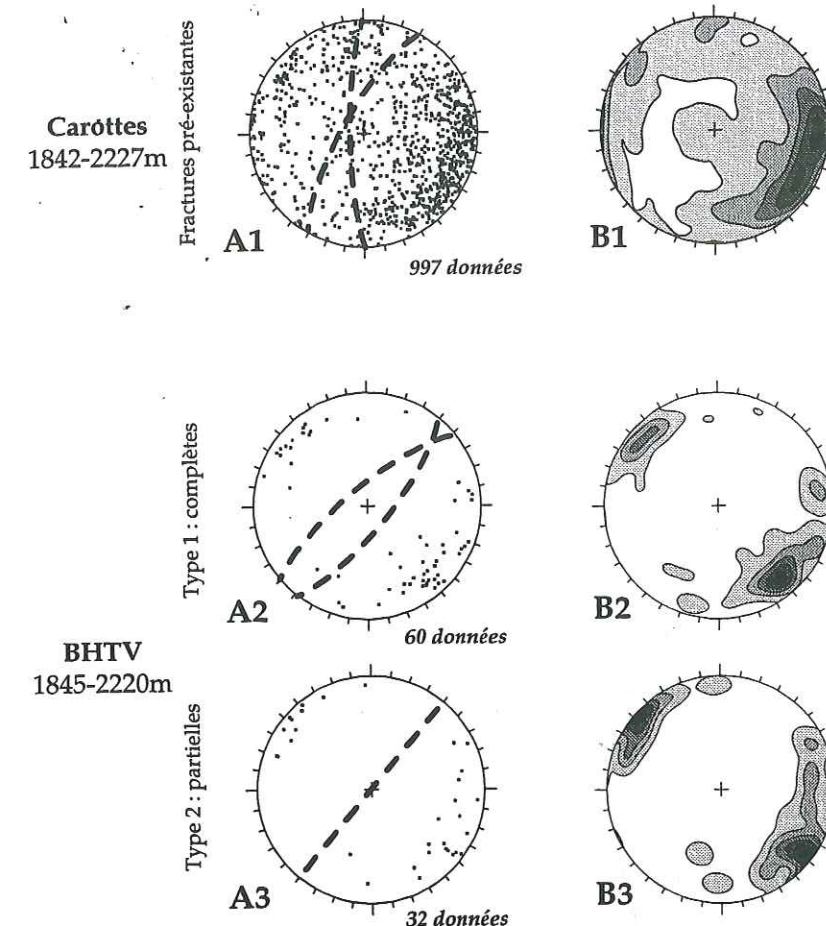 Carottes
1842-2227m
Fractures pré-existantes
A1
997 données
B1
Type 1 : complètes
A2
60 données
B2
BHTV
1845-2220m
Type 2 : partielles
A3
32 données
B3